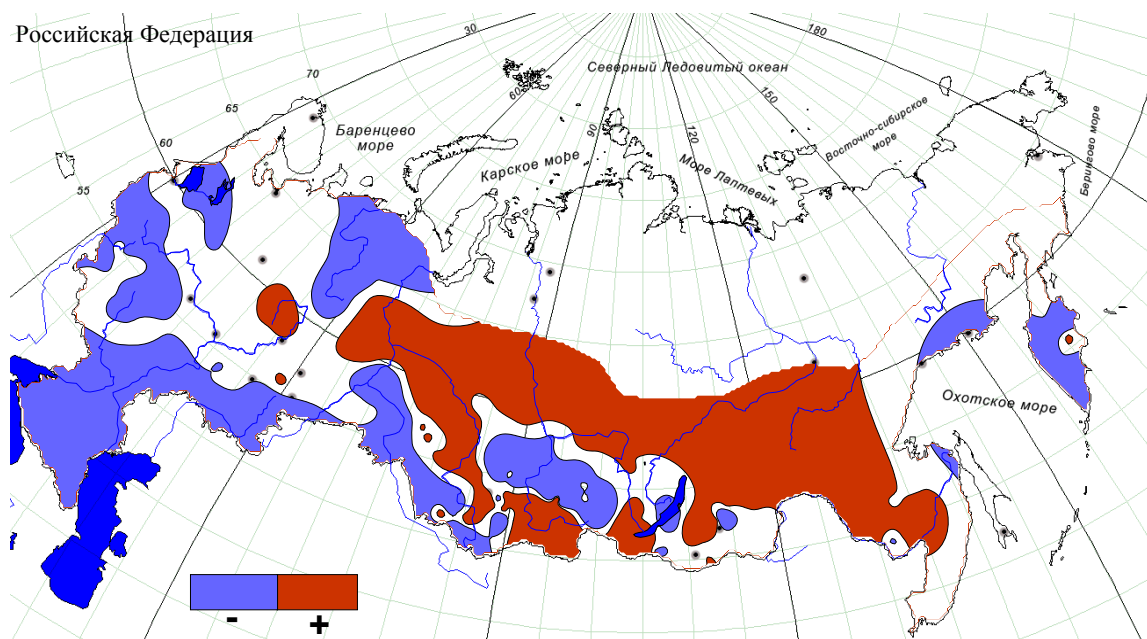 Российская Федерация
30
180
Северный Ледовитый океан
70
60
150
65
Баренцево
море
90
120
Восточно-сибирское
море
Берингово море
60
Карское море
Море Лаптевых
55
Охотское море
-
+